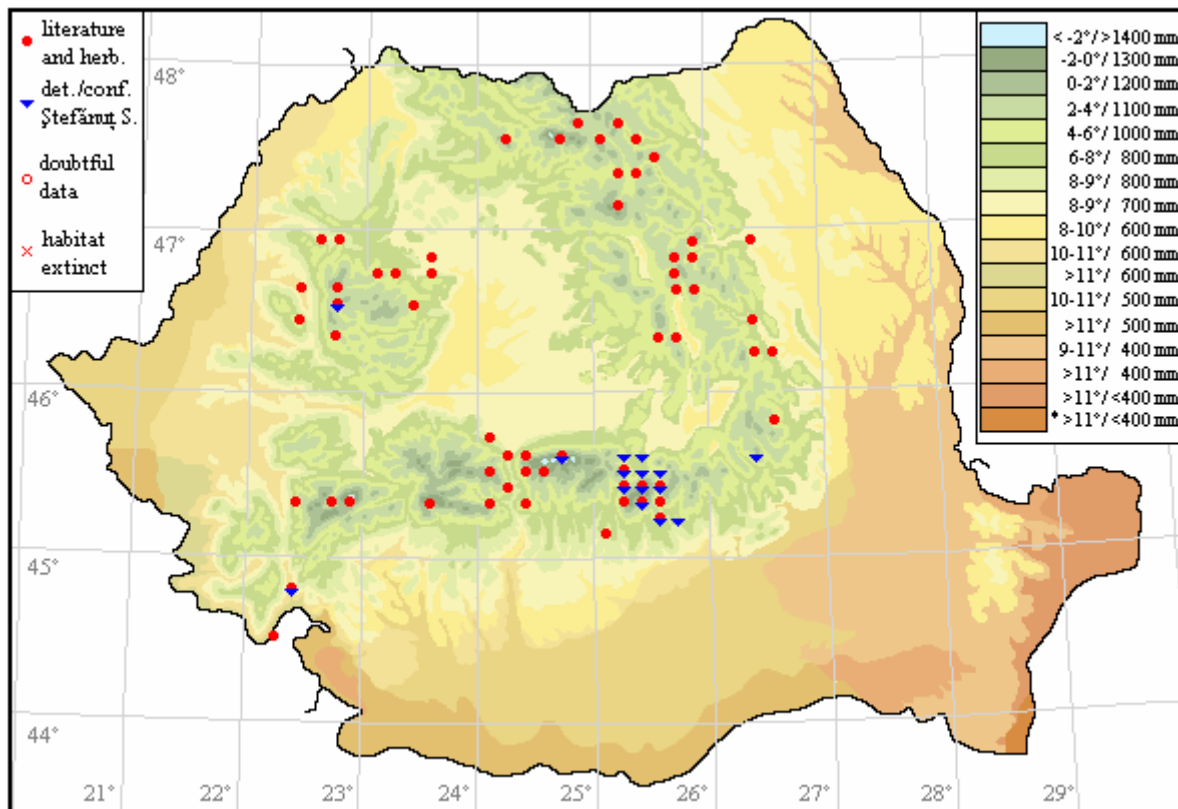 literature
and herb.
det./conf.
Ştefănuţ S.
doubtful
data
habitat
extinct
< -2°/>1400 mm
-2-0°/1300 mm
0-2°/1200 mm
2-4°/1100 mm
4-6°/1000 mm
6-8°/ 800 mm
8-9°/ 800 mm
8-9°/ 700 mm
8-10°/ 600 mm
10-11°/ 600 mm
>11°/ 600 mm
10-11°/ 500 mm
>11°/ 500 mm
9-11°/ 400 mm
>11°/ 400 mm
>11°/<400 mm
* >11°/<400 mm
48°
47°
46°
45°
44°
21°
22°
23°
24°
25°
26°
27°
28°
29°